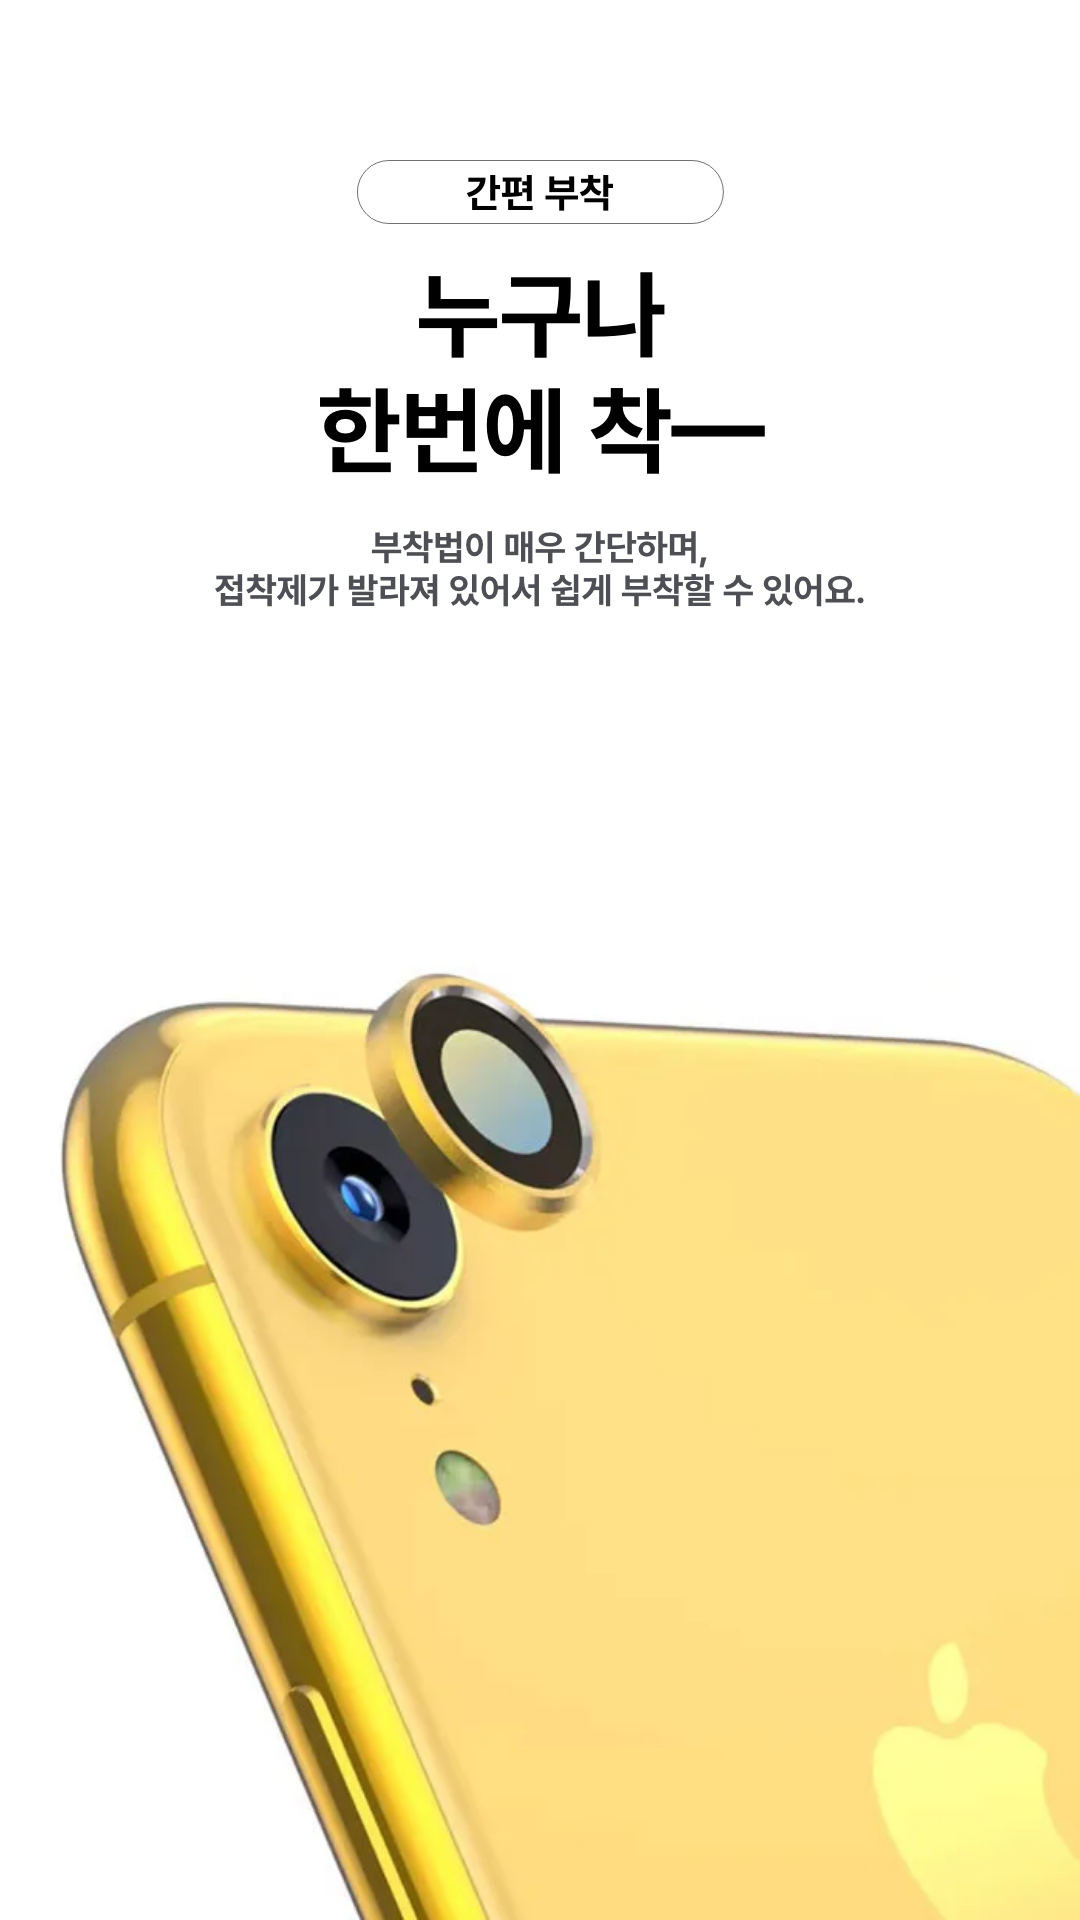 간편 부착
누구나
한번에 착—
부착법이 매우 간단하며,
접착제가 발라져 있어서 쉽게 부착할 수 있어요.